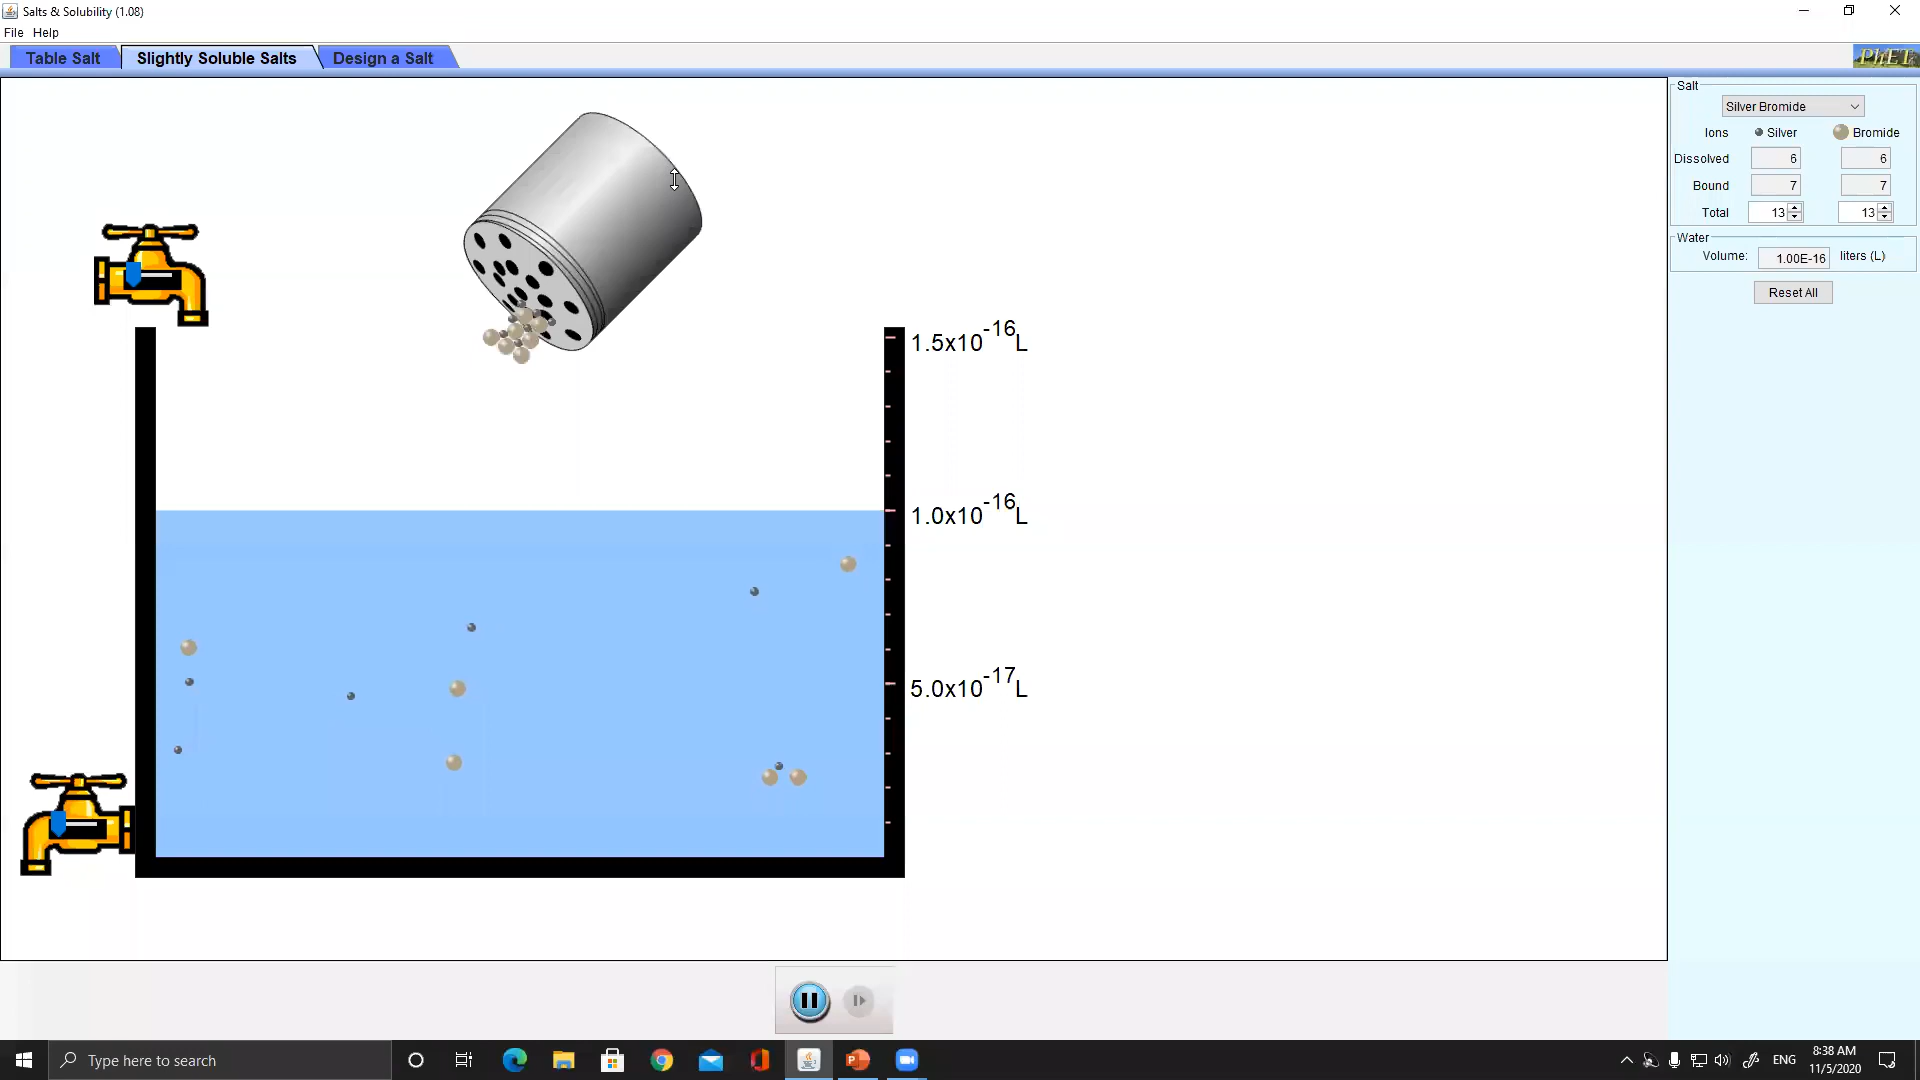 Salts & Solubility (1.08)
File Help
Table Salt Slightly Soluble Salts Design a Salt
PhET
Salt
Silver Bromide
Ions Silver Bromide
Dissolved 6 6
Bound 7 7
Total 13 13
Water
Volume: 1.00E-16 liters (L)
Reset All
1.5x10⁻¹⁶L
1.0x10⁻¹⁶L
5.0x10⁻¹⁷L
Type here to search
ENG
8:38 AM
11/5/2020